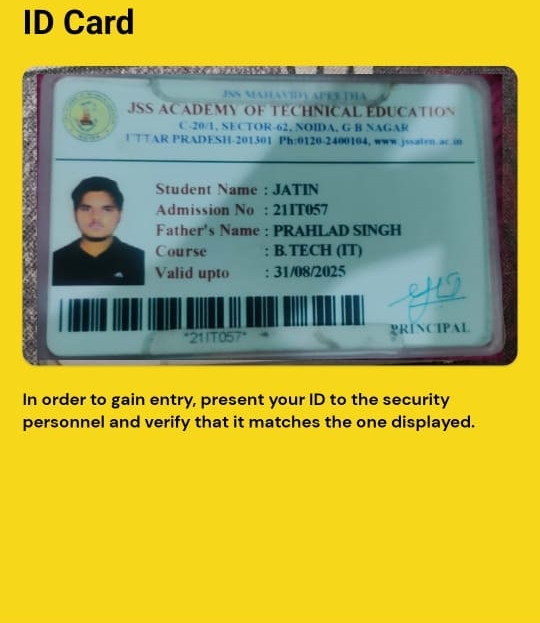 ID Card
JSS MAHAVIDYAPEETHA
JSS ACADEMY OF TECHNICAL EDUCATION
C-20/1, SECTOR-62, NOIDA, G B NAGAR
UTTAR PRADESH-201301 Ph:0120-2400104, www.jssaten.ac.in
Student Name : JATIN
Admission No : 21IT057
Father's Name : PRAHLAD SINGH
Course : B.TECH (IT)
Valid upto : 31/08/2025
*21IT057*
PRINCIPAL
In order to gain entry, present your ID to the security
personnel and verify that it matches the one displayed.